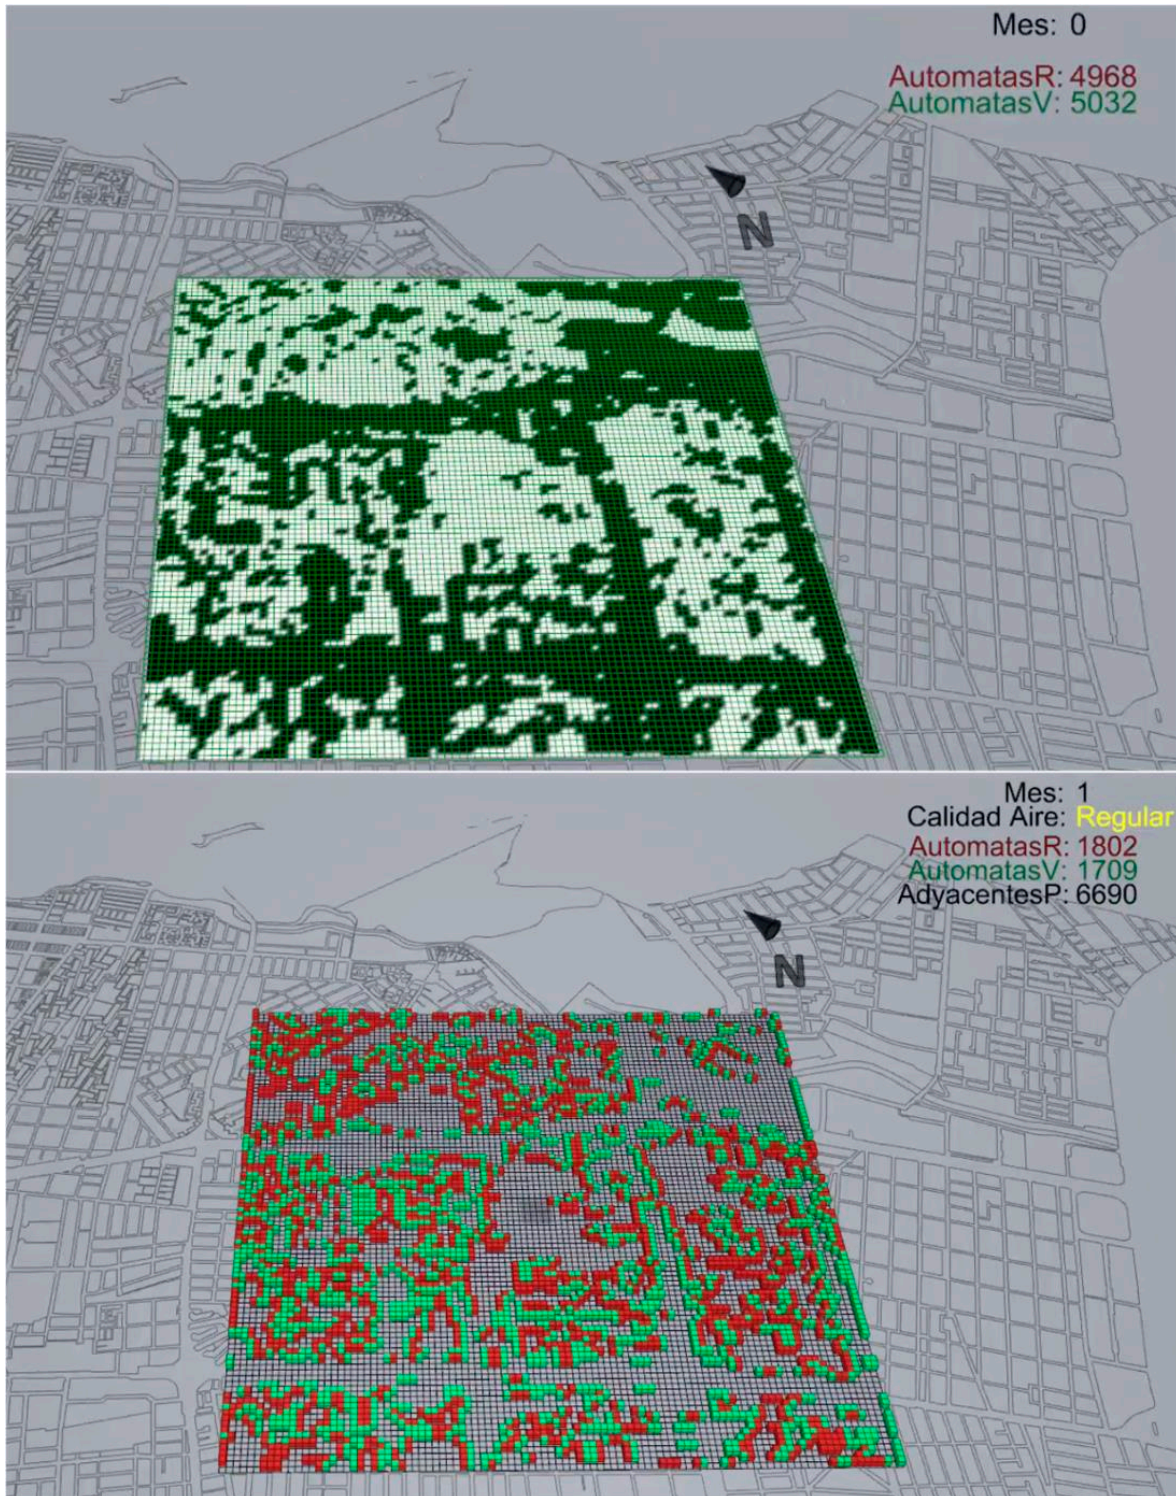 Mes: 0
AutomatasR: 4968
AutomatasV: 5032
N
Mes: 1
Calidad Aire: Regular
AutomatasR: 1802
AutomatasV: 1709
AdyacentesP: 6690
N